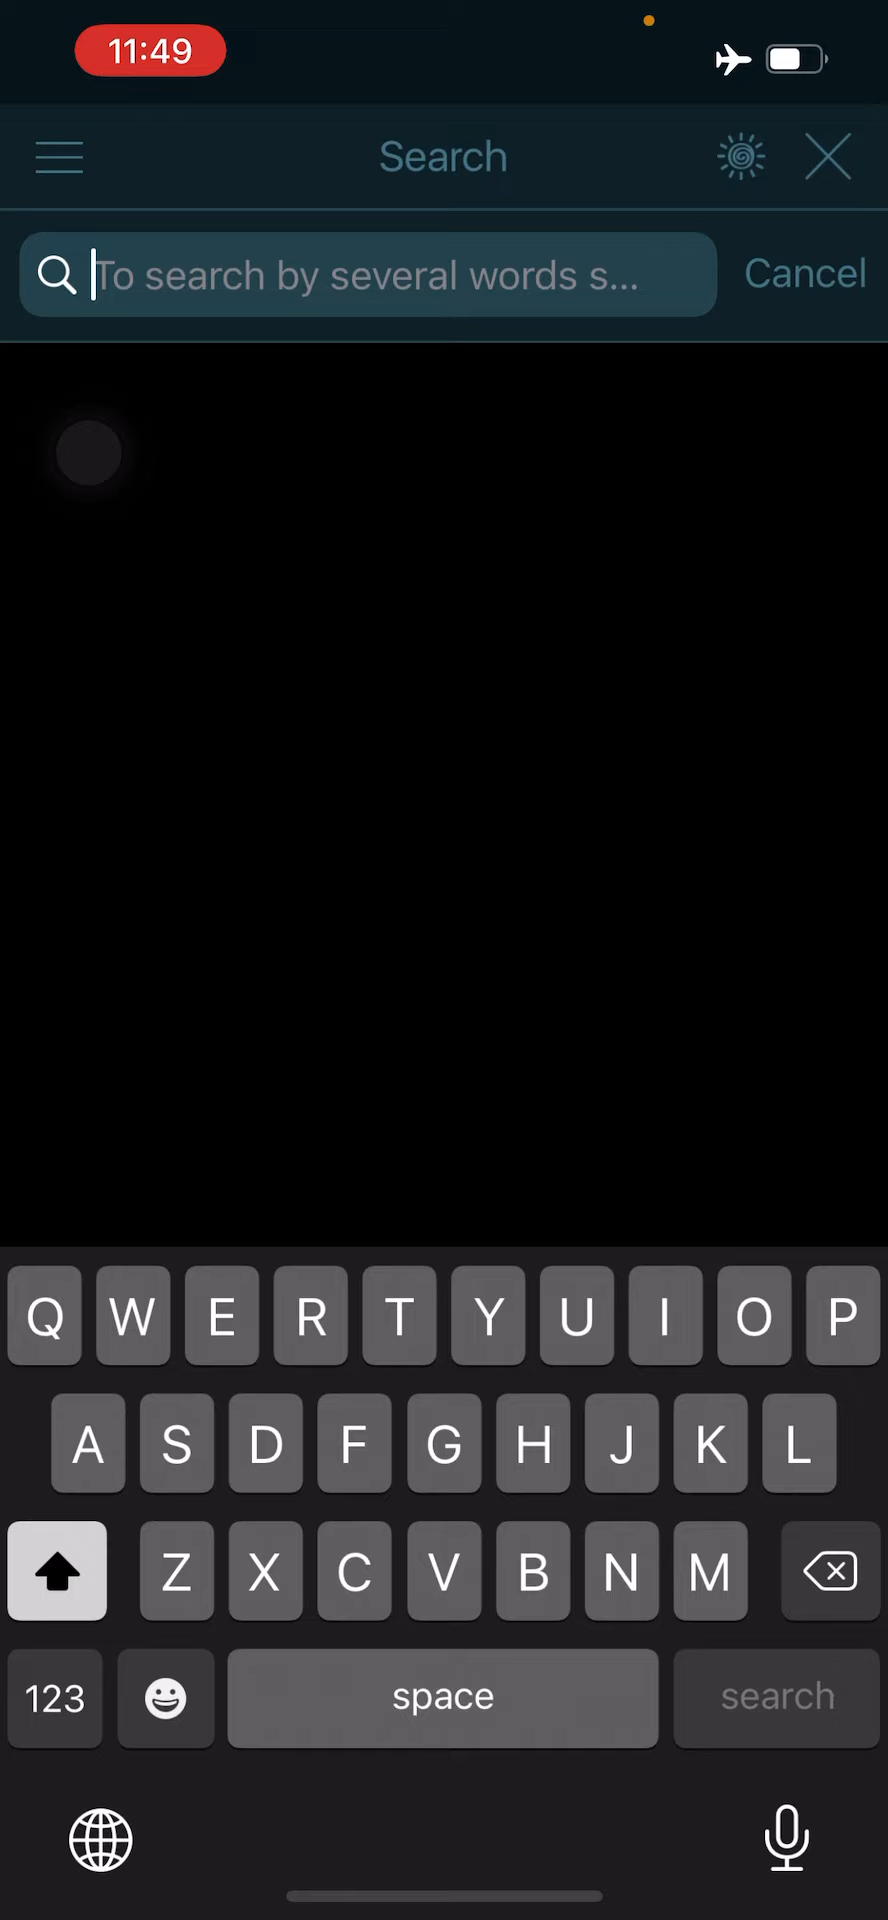 11:49
Search
To search by several words s...
Cancel
Q W E R T Y U I O P
A S D F G H J K L
Z X C V B N M
123 space search